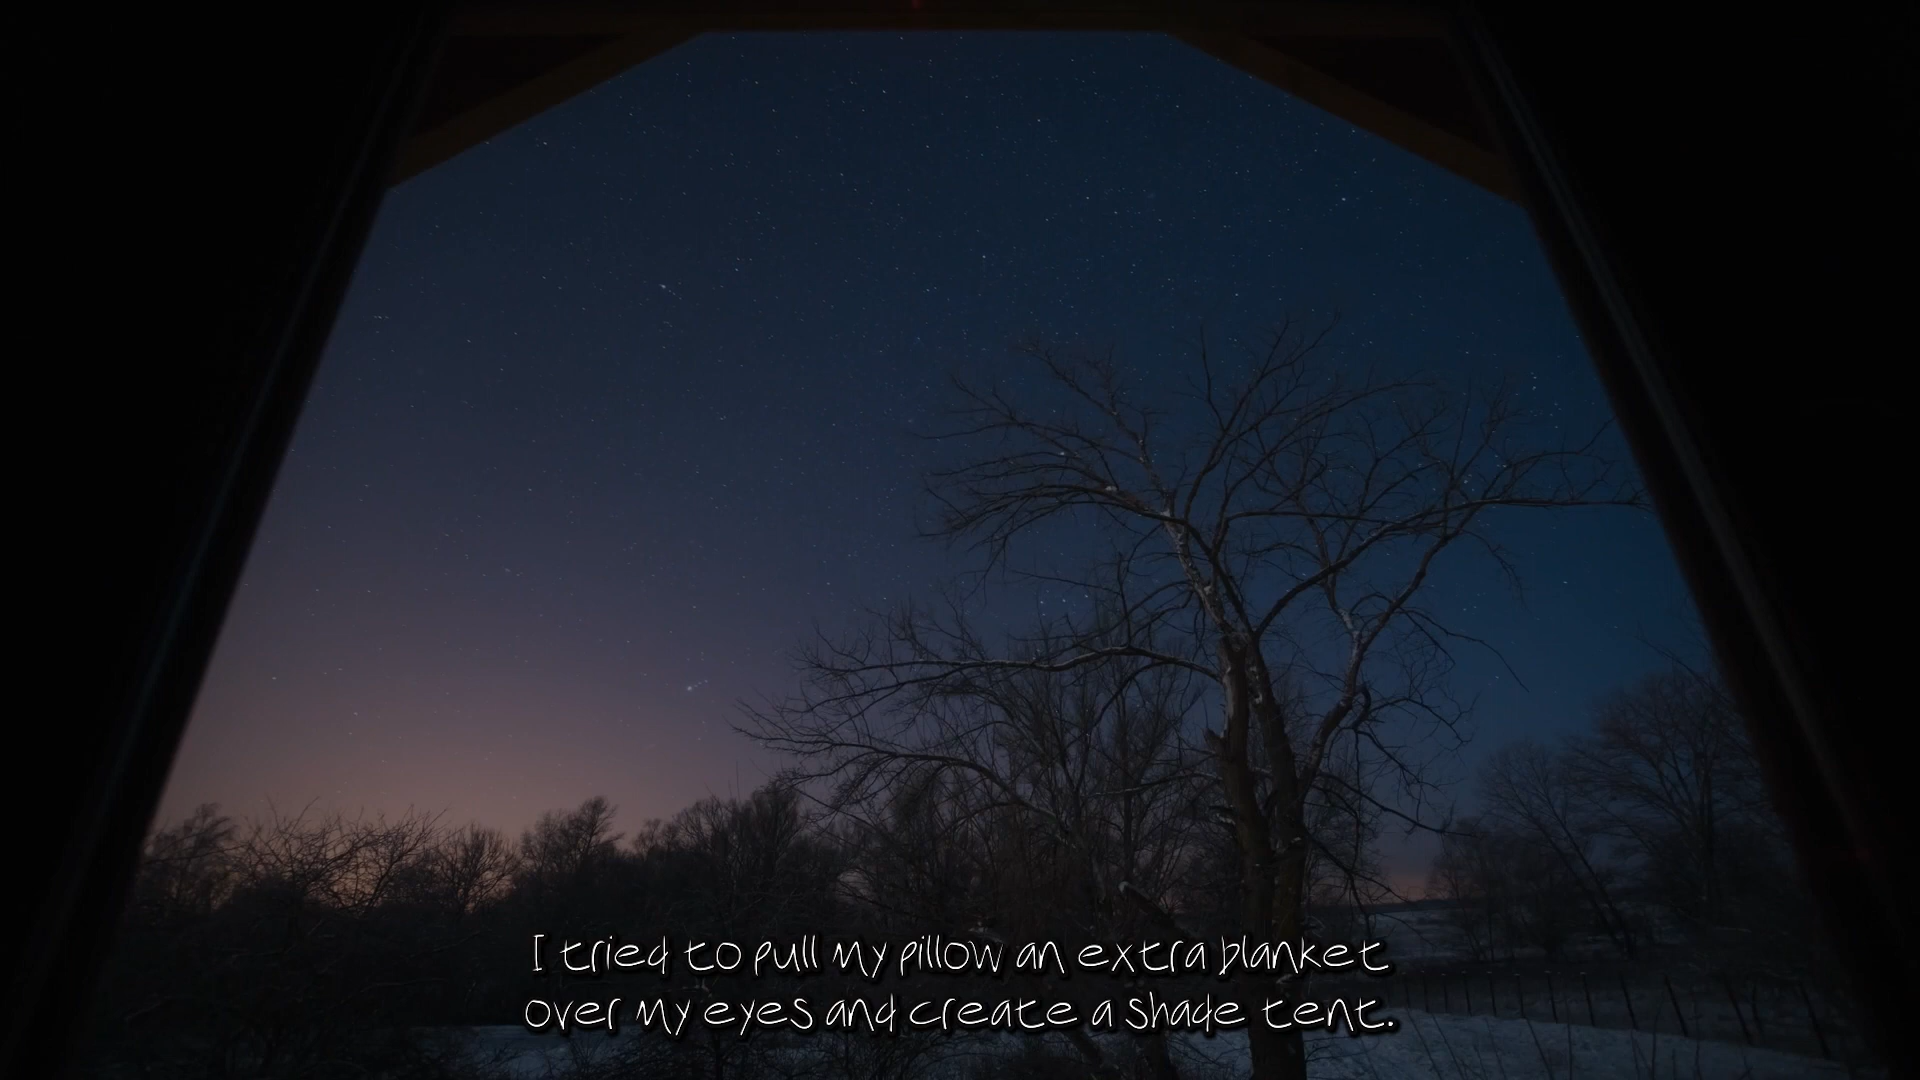 I tried to pull my pillow an extra blanket
over my eyes and create a shade tent.